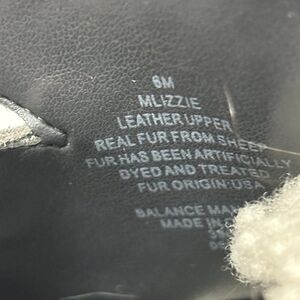 6M
MLIZZIE
LEATHER UPPER
REAL FUR FROM SHEEP
FUR HAS BEEN ARTIFICIALLY
DYED AND TREATED
FUR ORIGIN: USA
BALANCE MAN
MADE IN